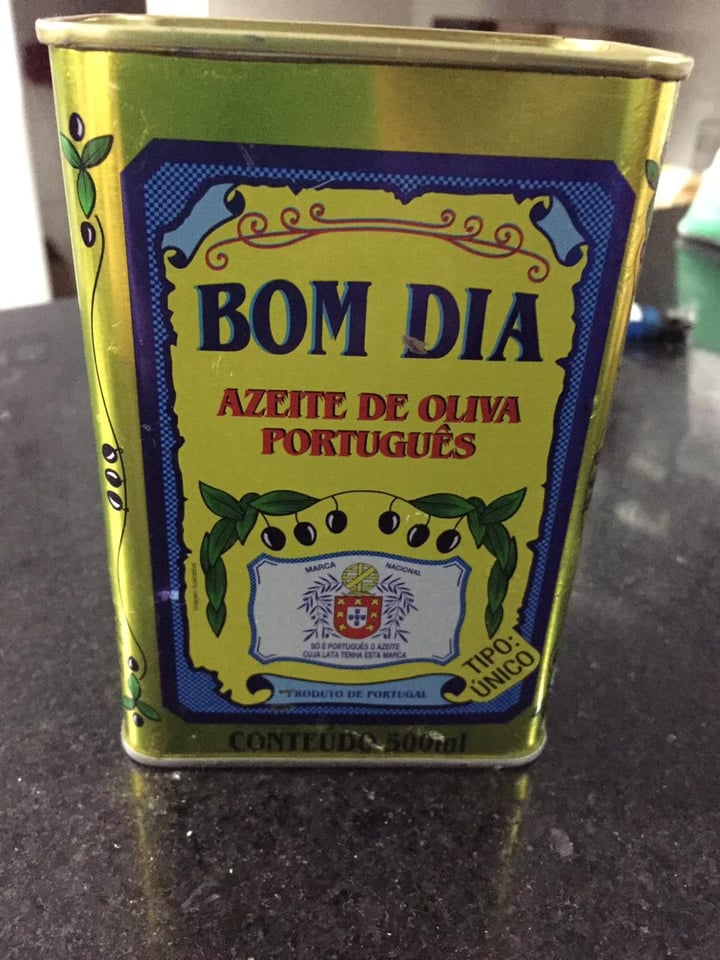 BOM DIA
AZEITE DE OLIVA
PORTUGUÊS
MARCA NACIONAL
SÓ É PORTUGUÊS O AZEITE
CUJA LATA TENHA ESTA MARCA
TIPO:
ÚNICO
PRODUTO DE PORTUGAL
CONTEÚDO 500ml